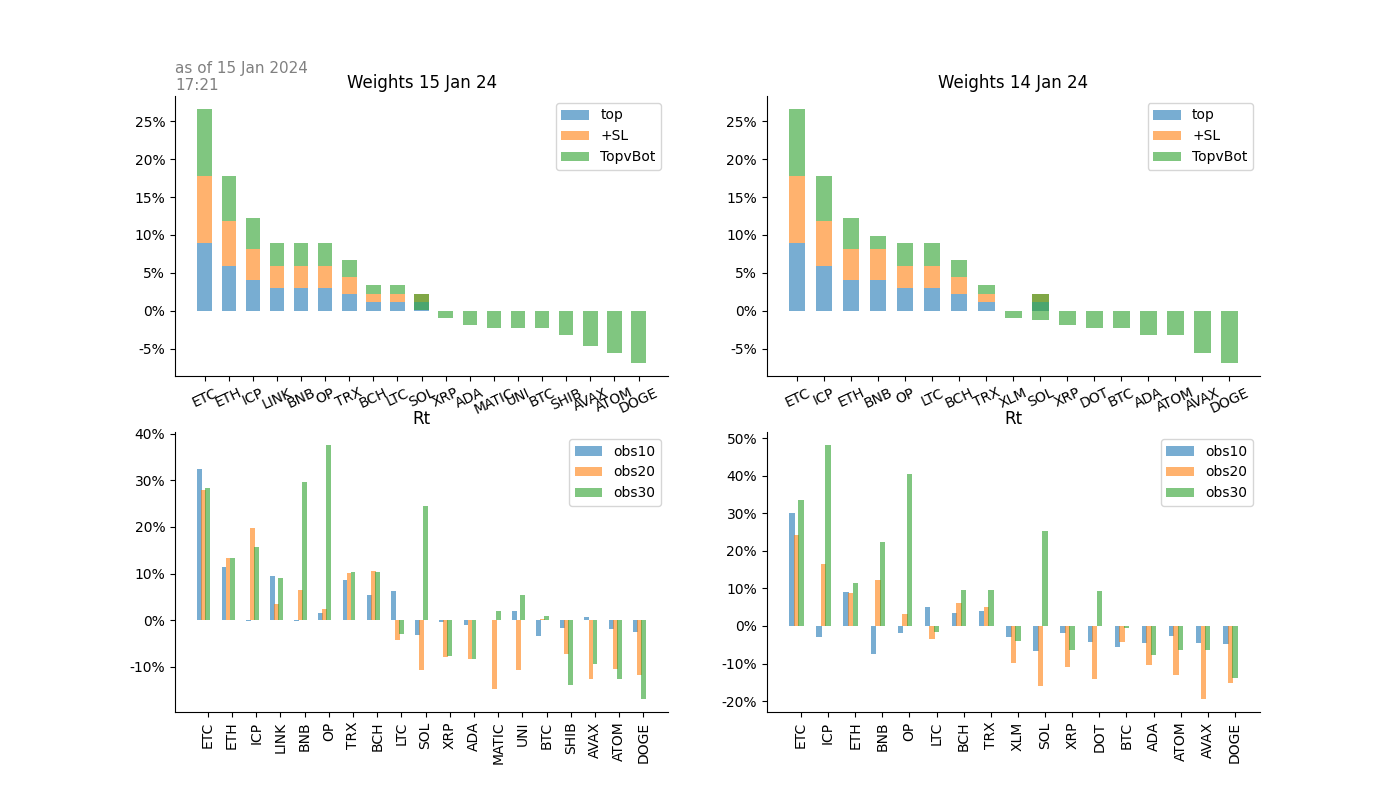 as of 15 Jan 2024
17:21
Weights 15 Jan 24
25%
20%
15%
10%
5%
0%
-5%
top
+SL
TopvBot
ETC ETH ICP LINK BNB OP TRX BCH LTC SOL XRP ADA MATIC UNI BTC SHIB AVAX ATOM DOGE
Weights 14 Jan 24
25%
20%
15%
10%
5%
0%
-5%
top
+SL
TopvBot
ETC ICP ETH BNB OP LTC BCH TRX XLM SOL XRP DOT BTC ADA ATOM AVAX DOGE
Rt
40%
30%
20%
10%
0%
-10%
obs10
obs20
obs30
ETC ETH ICP LINK BNB OP TRX BCH LTC SOL XRP ADA MATIC UNI BTC SHIB AVAX ATOM DOGE
Rt
50%
40%
30%
20%
10%
0%
-10%
-20%
obs10
obs20
obs30
ETC ICP ETH BNB OP LTC BCH TRX XLM SOL XRP DOT BTC ADA ATOM AVAX DOGE